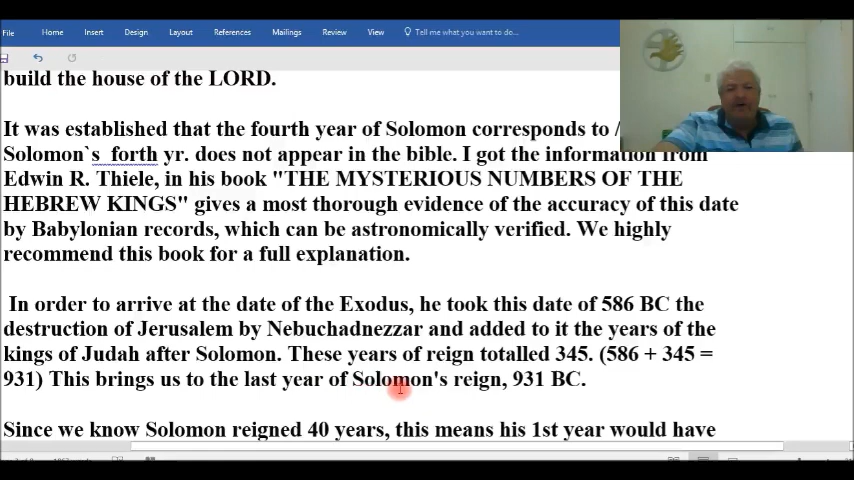 File Home Insert Design Layout References Mailings Review View Tell me what you want to do...
build the house of the LORD.
It was established that the fourth year of Solomon corresponds to /
Solomon`s forth yr. does not appear in the bible. I got the information from
Edwin R. Thiele, in his book "THE MYSTERIOUS NUMBERS OF THE
HEBREW KINGS" gives a most thorough evidence of the accuracy of this date
by Babylonian records, which can be astronomically verified. We highly
recommend this book for a full explanation.
In order to arrive at the date of the Exodus, he took this date of 586 BC the
destruction of Jerusalem by Nebuchadnezzar and added to it the years of the
kings of Judah after Solomon. These years of reign totalled 345. (586 + 345 =
931) This brings us to the last year of Solomon's reign, 931 BC.
Since we know Solomon reigned 40 years, this means his 1st year would have